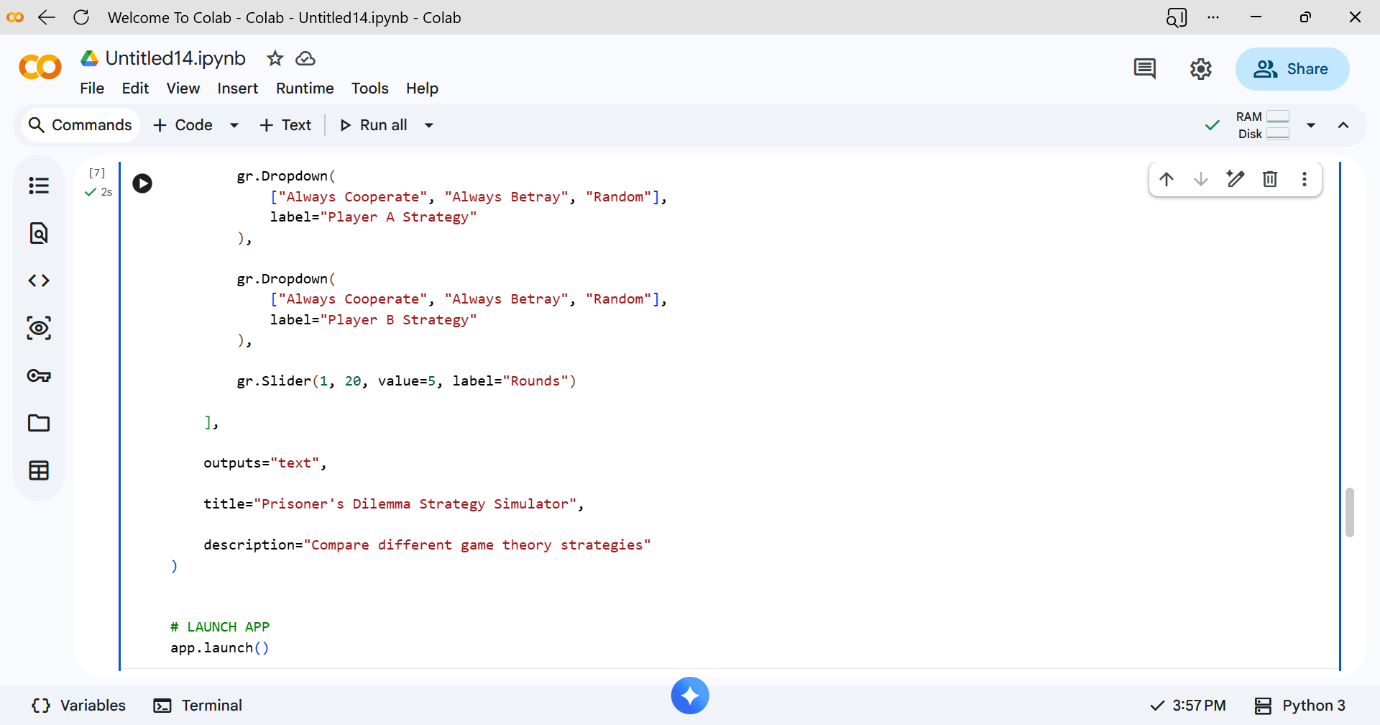 Welcome To Colab - Colab - Untitled14.ipynb - Colab
Untitled14.ipynb
File Edit View Insert Runtime Tools Help
Share
Commands + Code + Text Run all
RAM
Disk
[7]
2s
gr.Dropdown(
["Always Cooperate", "Always Betray", "Random"],
label="Player A Strategy"
),
gr.Dropdown(
["Always Cooperate", "Always Betray", "Random"],
label="Player B Strategy"
),
gr.Slider(1, 20, value=5, label="Rounds")
],
outputs="text",
title="Prisoner's Dilemma Strategy Simulator",
description="Compare different game theory strategies"
)
# LAUNCH APP
app.launch()
Variables Terminal 3:57 PM Python 3